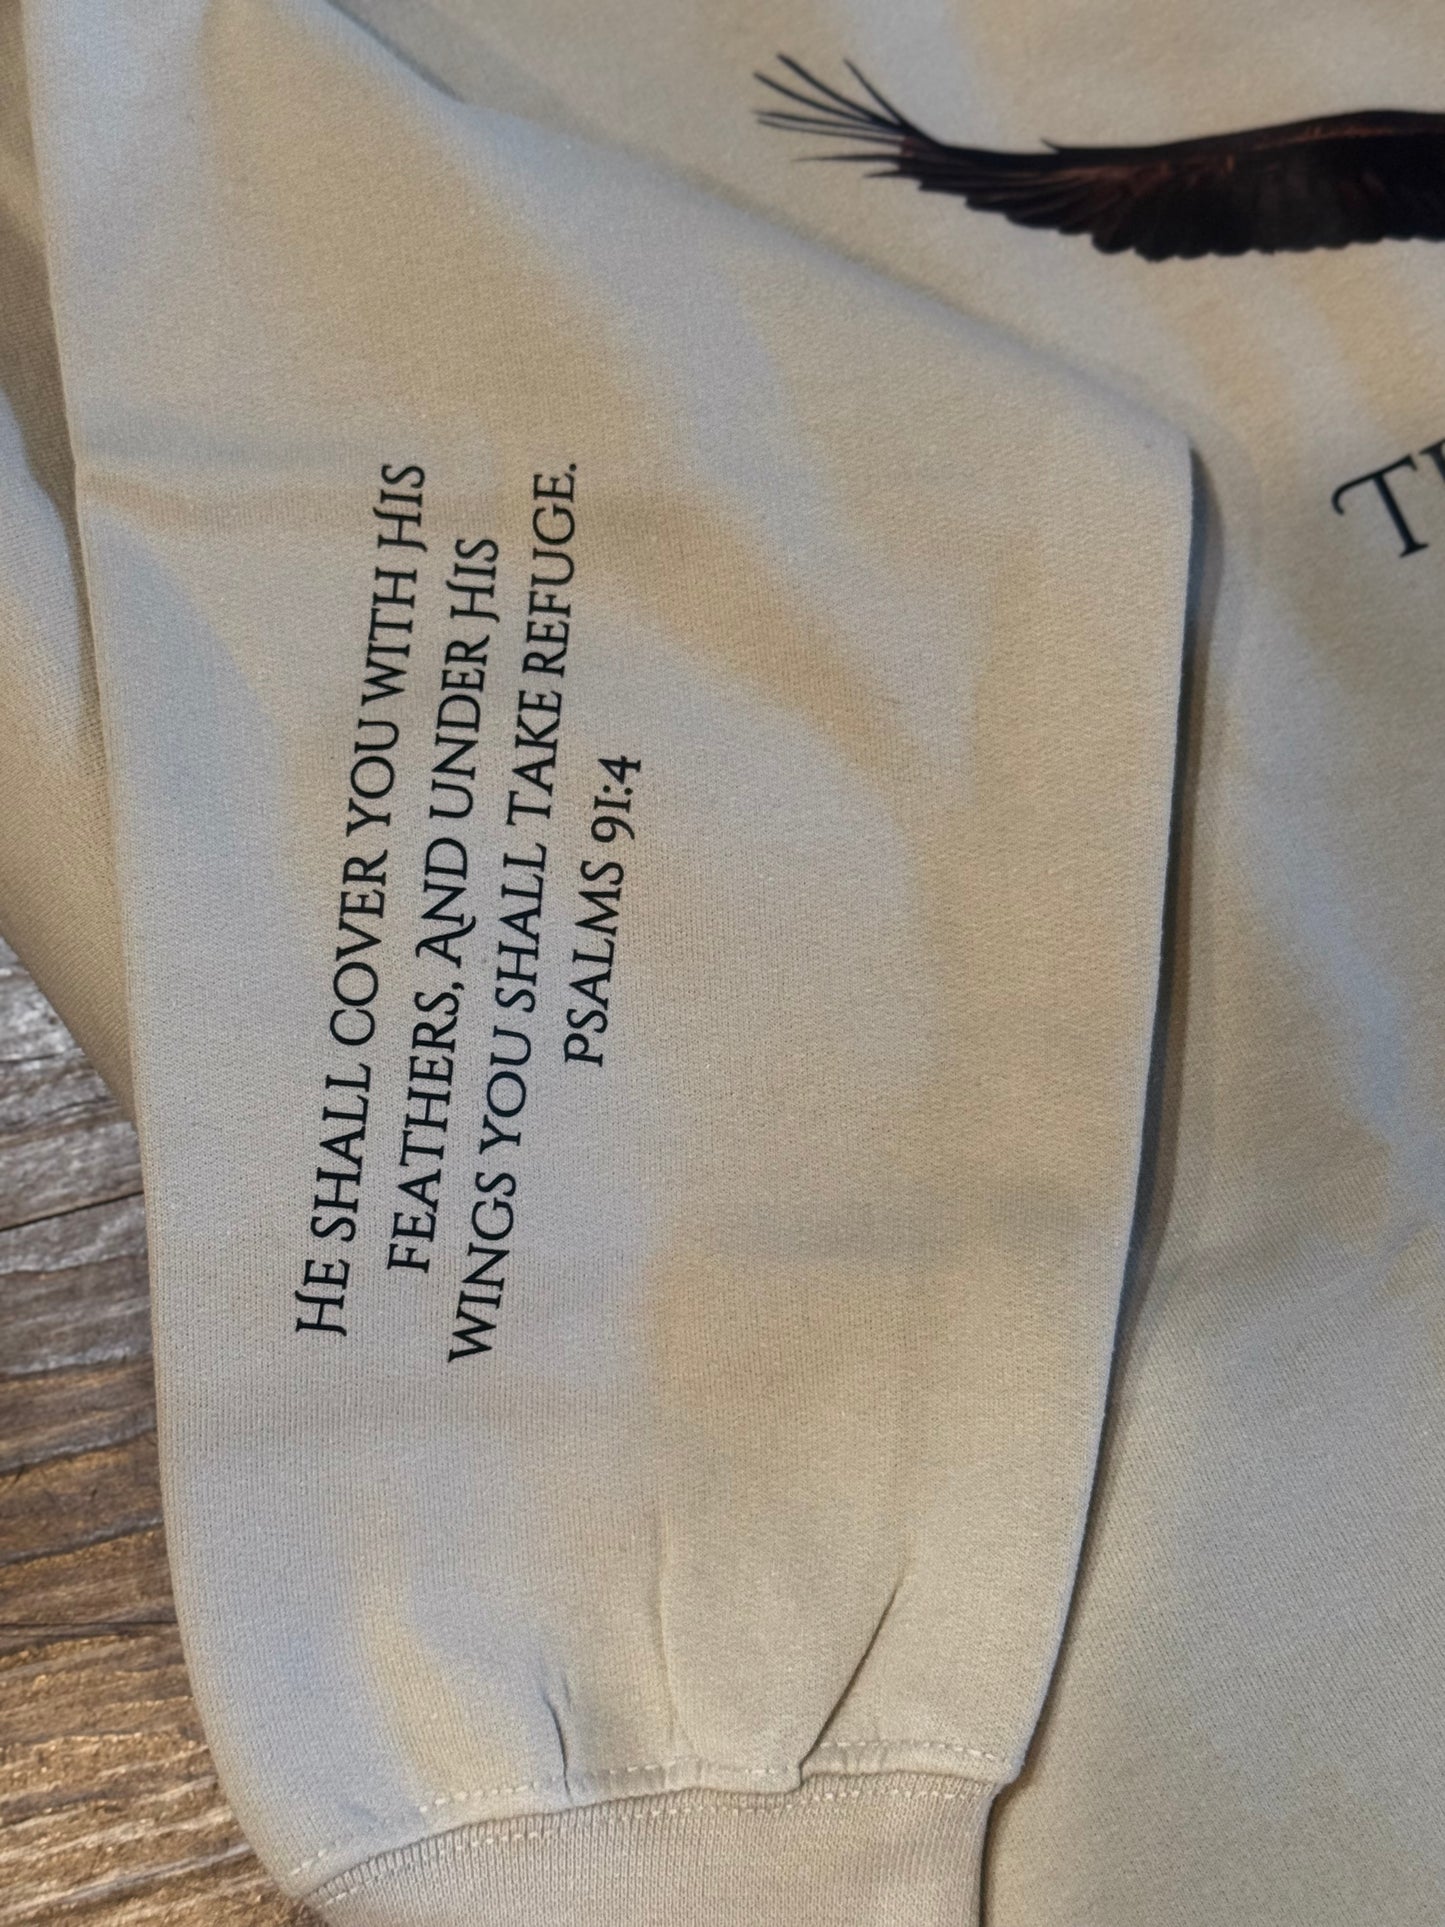 HE SHALL COVER YOU WITH HIS
FEATHERS, AND UNDER HIS
WINGS YOU SHALL TAKE REFUGE.
PSALMS 91:4